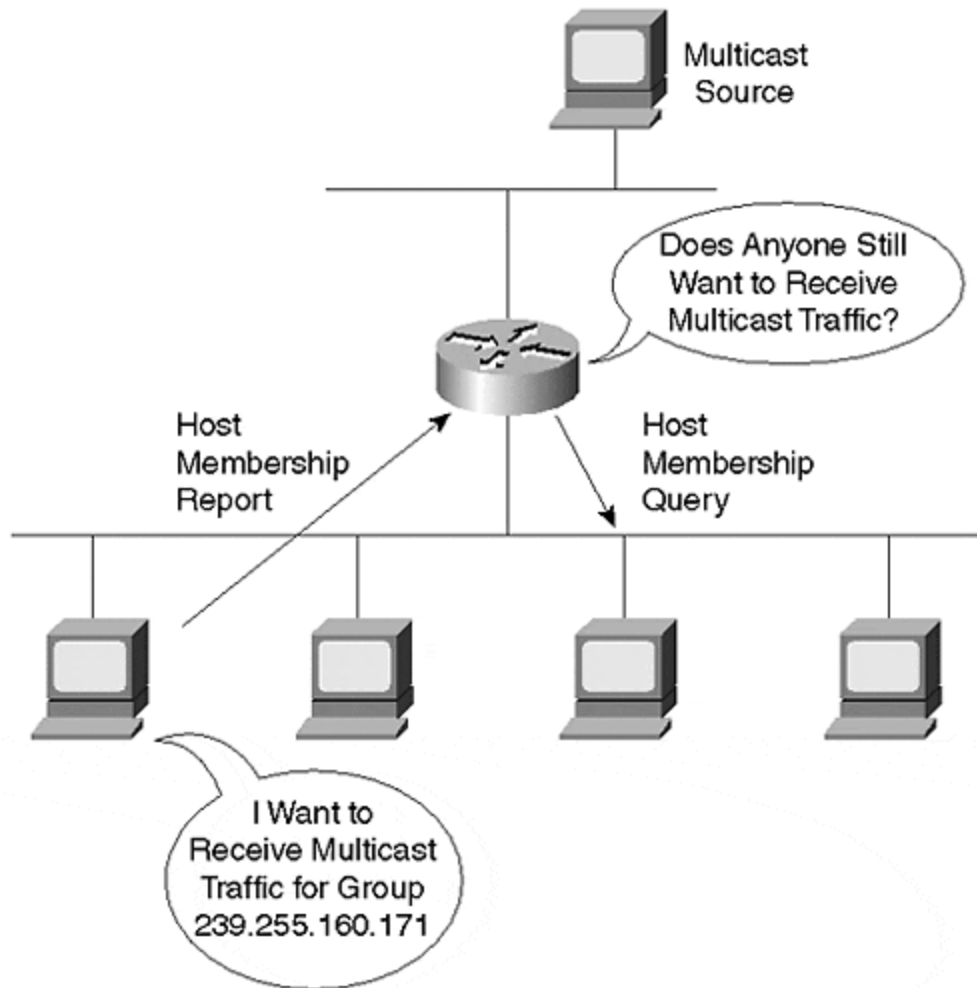 Multicast
Source
Does Anyone Still
Want to Receive
Multicast Traffic?
Host
Membership
Report
Host
Membership
Query
I Want to
Receive Multicast
Traffic for Group
239.255.160.171